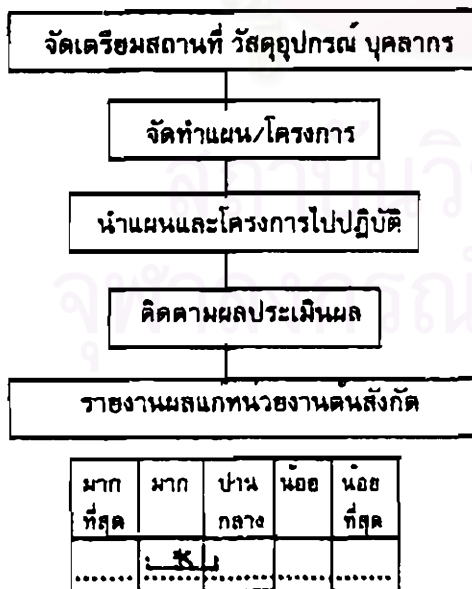 จัดเตรียมสถานที่ วัสดุอุปกรณ์ บุคลากร
จัดทำแผน/โครงการ
นำแผนและโครงการไปปฏิบัติ
ติดตามผลประเมินผล
รายงานผลแก่หน่วยงานต้นสังกัด
มาก มาก ปาน น้อย น้อย
ที่สุด กลาง ที่สุด